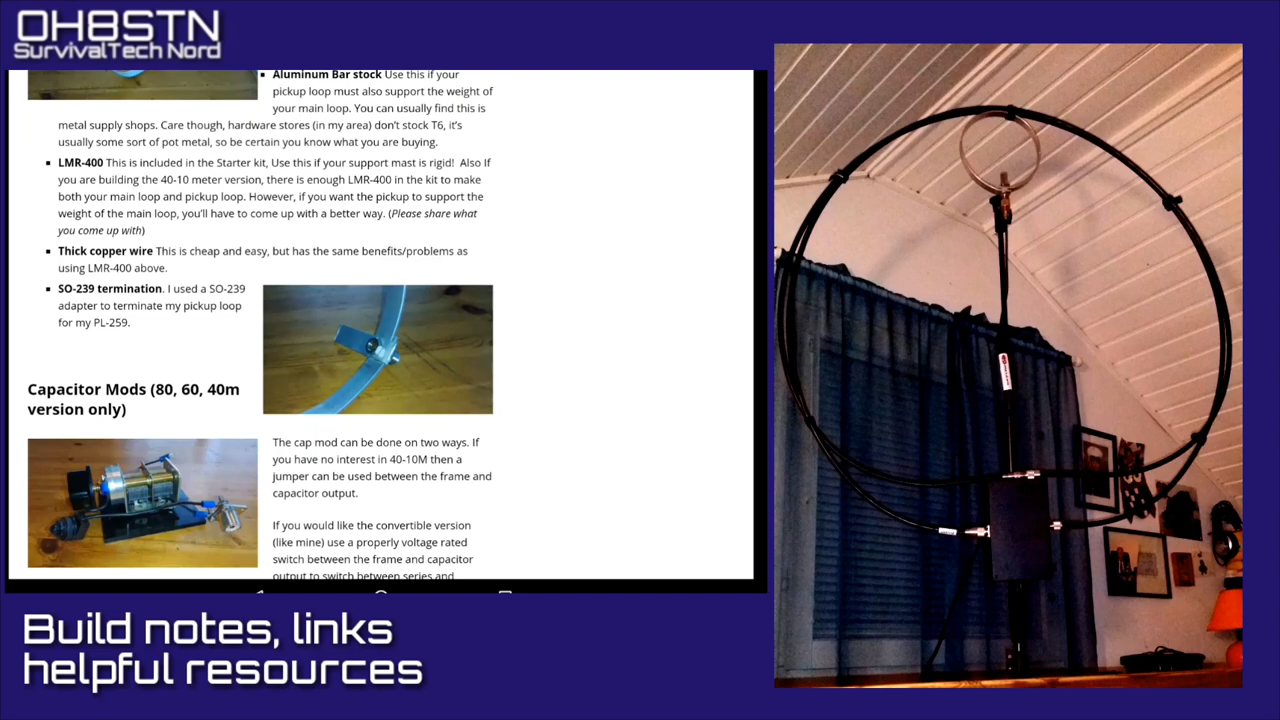 OH8STN
SurvivalTech Nord
Aluminum Bar stock Use this if your
pickup loop must also support the weight of
your main loop. You can usually find this is
metal supply shops. Care though, hardware stores (in my area) don't stock T6, it's
usually some sort of pot metal, so be certain you know what you are buying.
LMR-400 This is included in the Starter kit, Use this if your support mast is rigid! Also If
you are building the 40-10 meter version, there is enough LMR-400 in the kit to make
both your main loop and pickup loop. However, if you want the pickup to support the
weight of the main loop, you'll have to come up with a better way. (Please share what
you come up with)
Thick copper wire This is cheap and easy, but has the same benefits/problems as
using LMR-400 above.
SO-239 termination. I used a SO-239
adapter to terminate my pickup loop
for my PL-259.
Capacitor Mods (80, 60, 40m
version only)
The cap mod can be done on two ways. If
you have no interest in 40-10M then a
jumper can be used between the frame and
capacitor output.
If you would like the convertible version
(like mine) use a properly voltage rated
switch between the frame and capacitor
output to switch between series and
Build notes, links
helpful resources